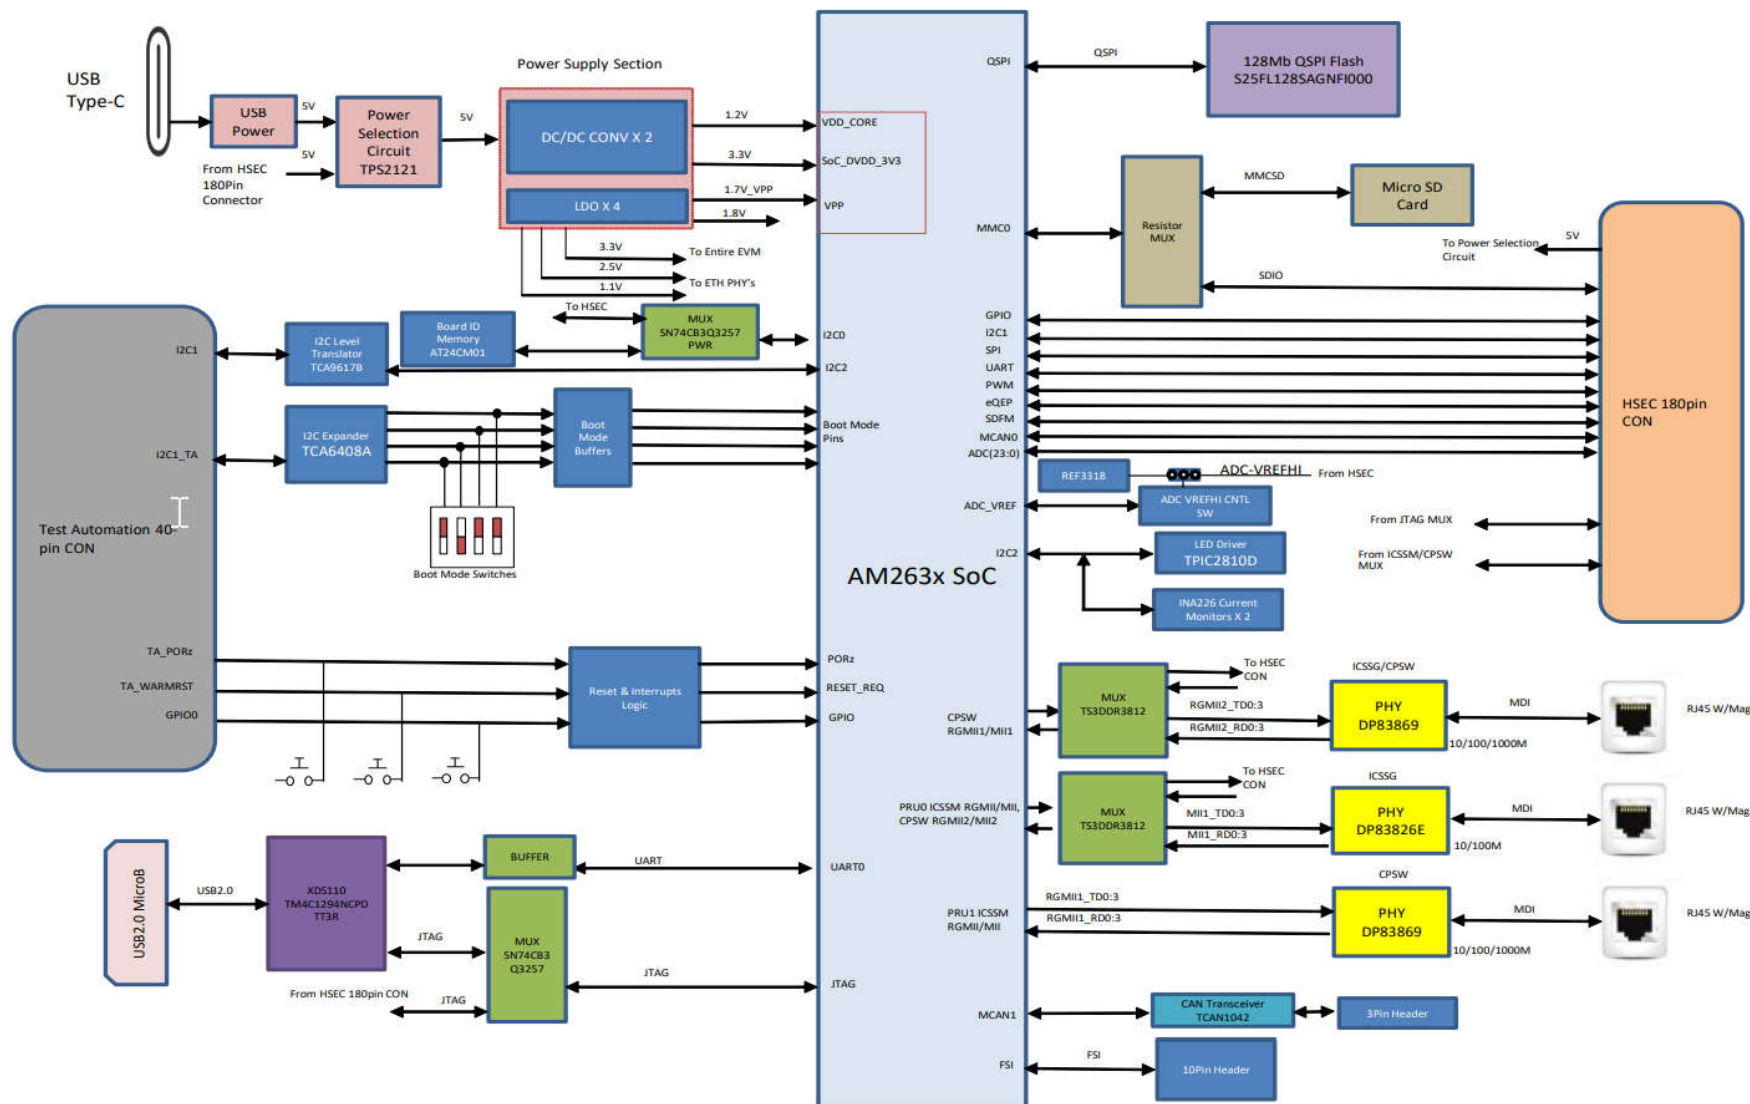 USB
Type-C
USB
Power
5V
From HSEC
180Pin
Connector
5V
Power
Selection
Circuit
TPS2121
5V
Power Supply Section
DC/DC CONV X 2
LDO X 4
1.2V
3.3V
1.7V_VPP
1.8V
3.3V
To Entire EVM
2.5V
To ETH PHY's
1.1V
VDD_CORE
SoC_DVDD_3V3
VPP
QSPI
QSPI
128Mb QSPI Flash
S25FL128SAGNFI000
MMC0
Resistor
MUX
MMCSD
Micro SD
Card
SDIO
To Power Selection
Circuit
5V
HSEC 180pin
CON
Test Automation 40-
pin CON
I2C1
I2C Level
Translator
TCA9617B
Board ID
Memory
AT24CM01
To HSEC
MUX
SN74CB3Q3257
PWR
I2C0
I2C2
I2C1_TA
I2C Expander
TCA6408A
Boot
Mode
Buffers
Boot Mode
Pins
Boot Mode Switches
AM263x SoC
GPIO
I2C1
SPI
UART
PWM
eQEP
SDFM
MCAN0
ADC(23:0)
REF3318
ADC-VREFHI
From HSEC
ADC_VREF
ADC VREFHI CNTL
SW
I2C2
LED Driver
TPIC2810D
INA226 Current
Monitors X 2
From JTAG MUX
From ICSSM/CPSW
MUX
TA_PORz
TA_WARMRST
GPIO0
Reset & Interrupts
Logic
PORz
RESET_REQ
GPIO
CPSW
RGMII1/MII1
MUX
TS3DDR3812
To HSEC
CON
RGMII2_TD0:3
RGMII2_RD0:3
ICSSG/CPSW
PHY
DP83869
MDI
10/100/1000M
RJ45 W/Mag
PRU0 ICSSM RGMII/MII,
CPSW RGMII2/MII2
MUX
TS3DDR3812
To HSEC
CON
MII1_TD0:3
MII1_RD0:3
ICSSG
PHY
DP83826E
MDI
10/100M
RJ45 W/Mag
PRU1 ICSSM
RGMII/MII
RGMII1_TD0:3
RGMII1_RD0:3
CPSW
PHY
DP83869
MDI
10/100/1000M
RJ45 W/Mag
USB2.0 MicroB
USB2.0
XDS110
TM4C1294NCPD
TT3R
BUFFER
UART
UART0
JTAG
MUX
SN74CB3
Q3257
JTAG
JTAG
From HSEC 180pin CON
JTAG
MCAN1
CAN Transceiver
TCAN1042
3Pin Header
FSI
FSI
10Pin Header